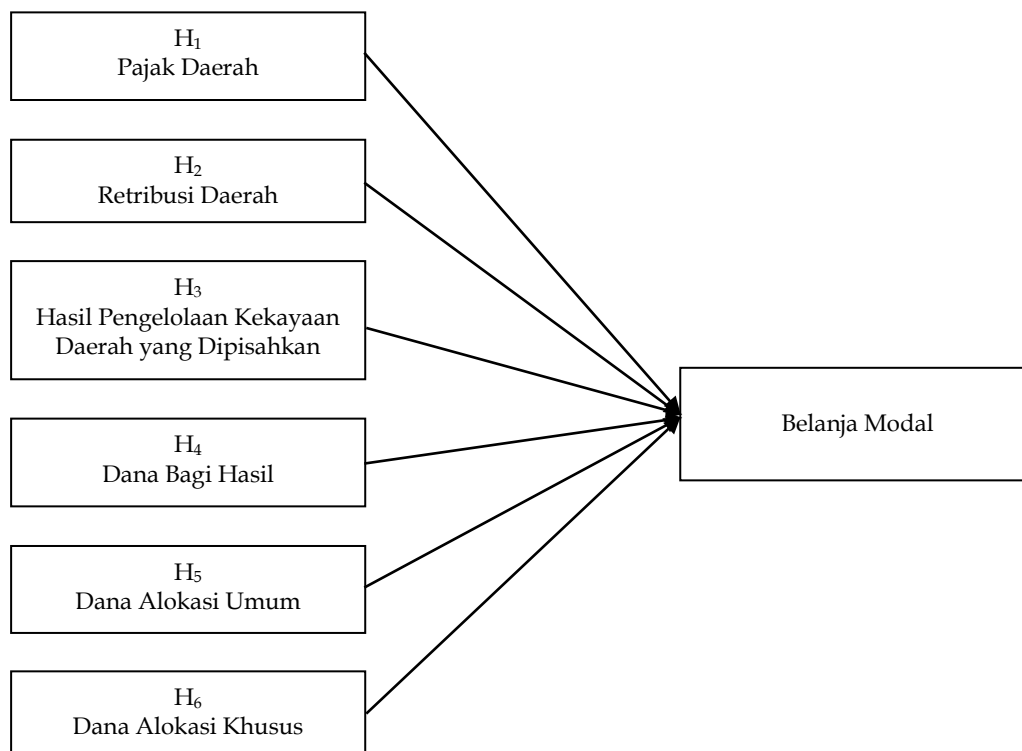 H₁
Pajak Daerah
H₂
Retribusi Daerah
H₃
Hasil Pengelolaan Kekayaan
Daerah yang Dipisahkan
H₄
Dana Bagi Hasil
H₅
Dana Alokasi Umum
H₆
Dana Alokasi Khusus
Belanja Modal